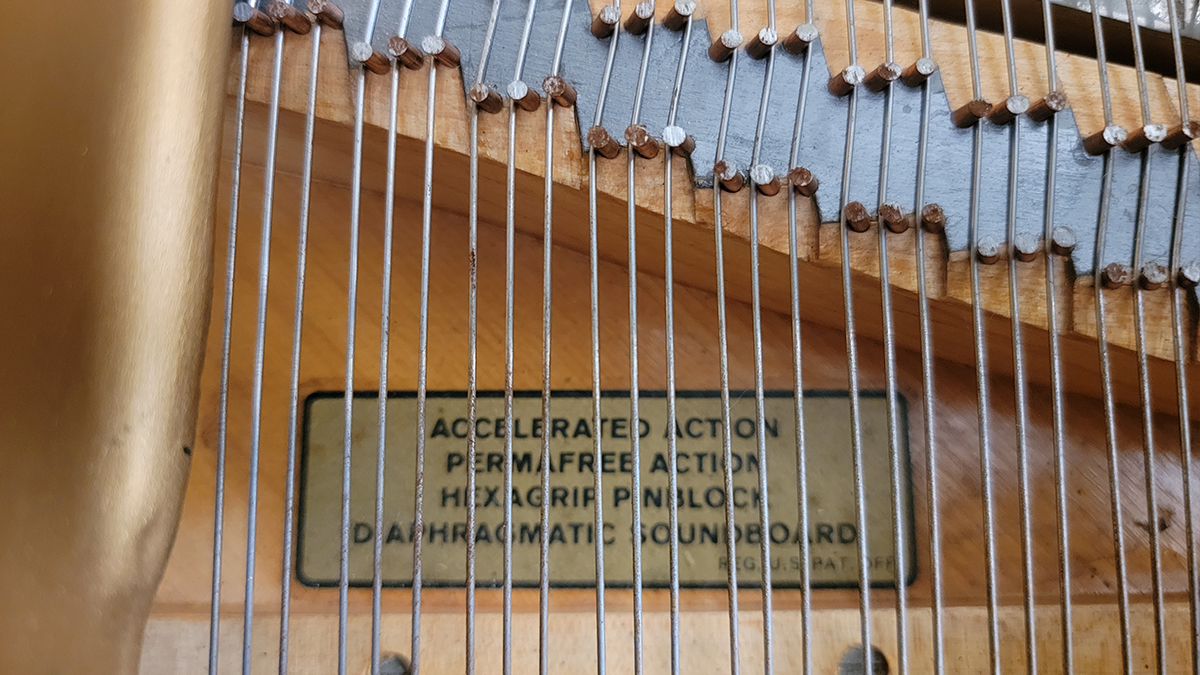 ACCELERATED ACTION
PERMAFREE ACTION
HEXAGRIP PINBLOCK
DIAPHRAGMATIC SOUNDBOARD
REG. U.S. PAT. OFF.